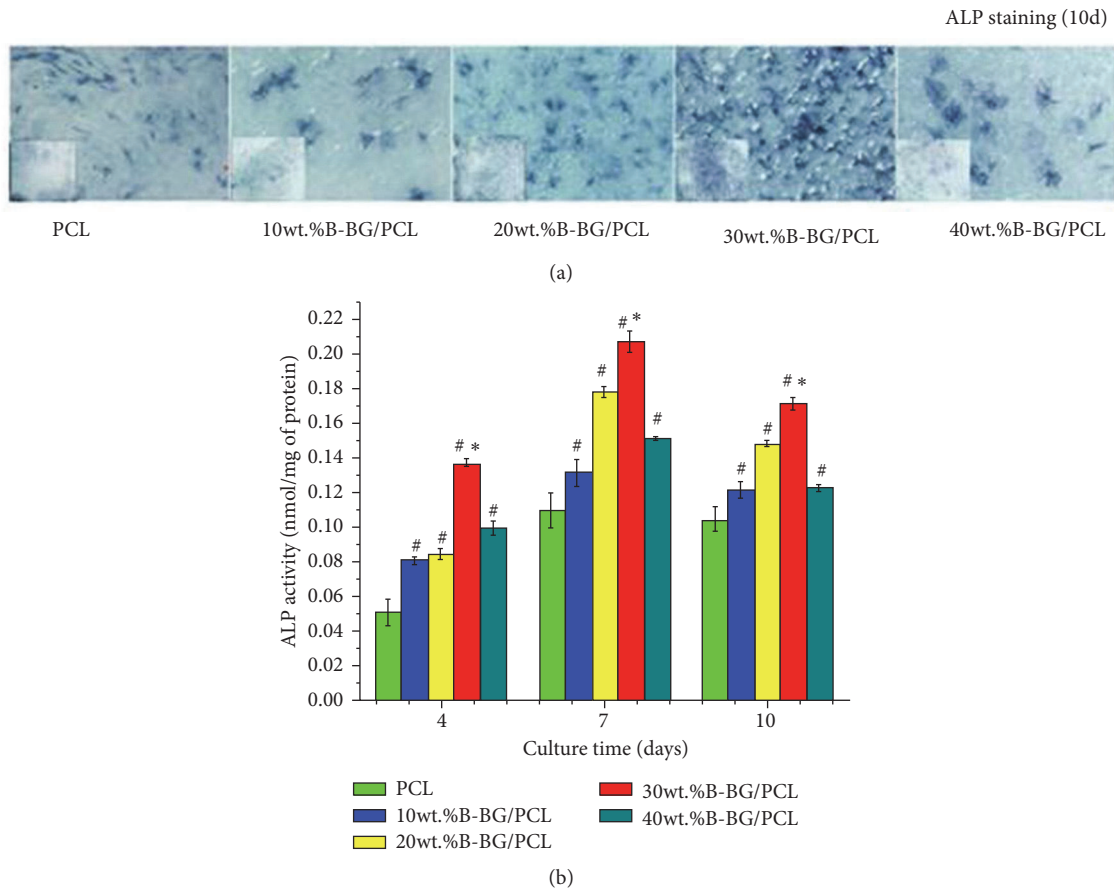 ALP staining (10d)
PCL 10wt.%B-BG/PCL 20wt.%B-BG/PCL 30wt.%B-BG/PCL 40wt.%B-BG/PCL
(a)
ALP activity (nmol/mg of protein)
0.22
0.20
0.18
0.16
0.14
0.12
0.10
0.08
0.06
0.04
0.02
0.00
# # # * #
# # # * #
# # # * #
4 7 10
Culture time (days)
PCL
10wt.%B-BG/PCL
20wt.%B-BG/PCL
30wt.%B-BG/PCL
40wt.%B-BG/PCL
(b)